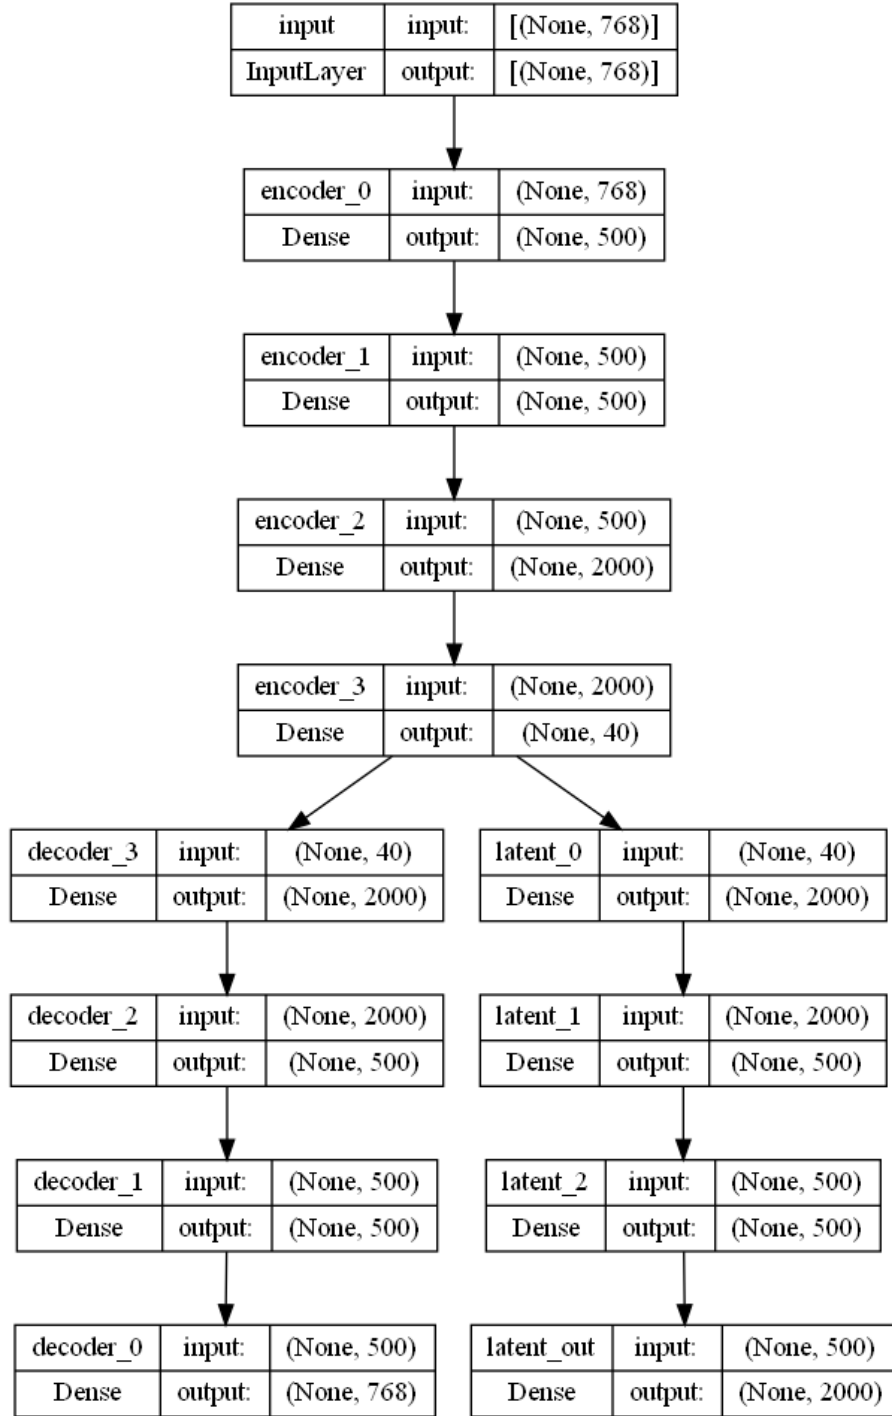 input input: [(None, 768)]
InputLayer output: [(None, 768)]
encoder_0 input: (None, 768)
Dense output: (None, 500)
encoder_1 input: (None, 500)
Dense output: (None, 500)
encoder_2 input: (None, 500)
Dense output: (None, 2000)
encoder_3 input: (None, 2000)
Dense output: (None, 40)
decoder_3 input: (None, 40)
Dense output: (None, 2000)
latent_0 input: (None, 40)
Dense output: (None, 2000)
decoder_2 input: (None, 2000)
Dense output: (None, 500)
latent_1 input: (None, 2000)
Dense output: (None, 500)
decoder_1 input: (None, 500)
Dense output: (None, 500)
latent_2 input: (None, 500)
Dense output: (None, 500)
decoder_0 input: (None, 500)
Dense output: (None, 768)
latent_out input: (None, 500)
Dense output: (None, 2000)